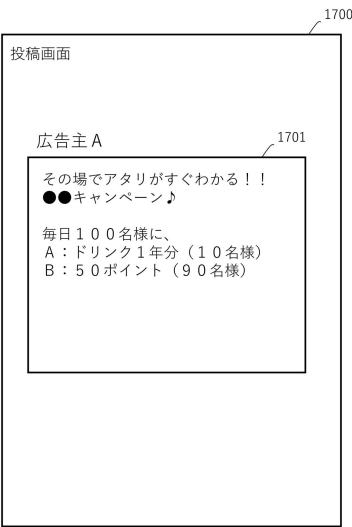 1700
投稿画面
広告主A
1701
その場でアタリがすぐわかる！！
●●キャンペーン♪
毎日１００名様に、
Ａ：ドリンク１年分（１０名様）
Ｂ：５０ポイント（９０名様）